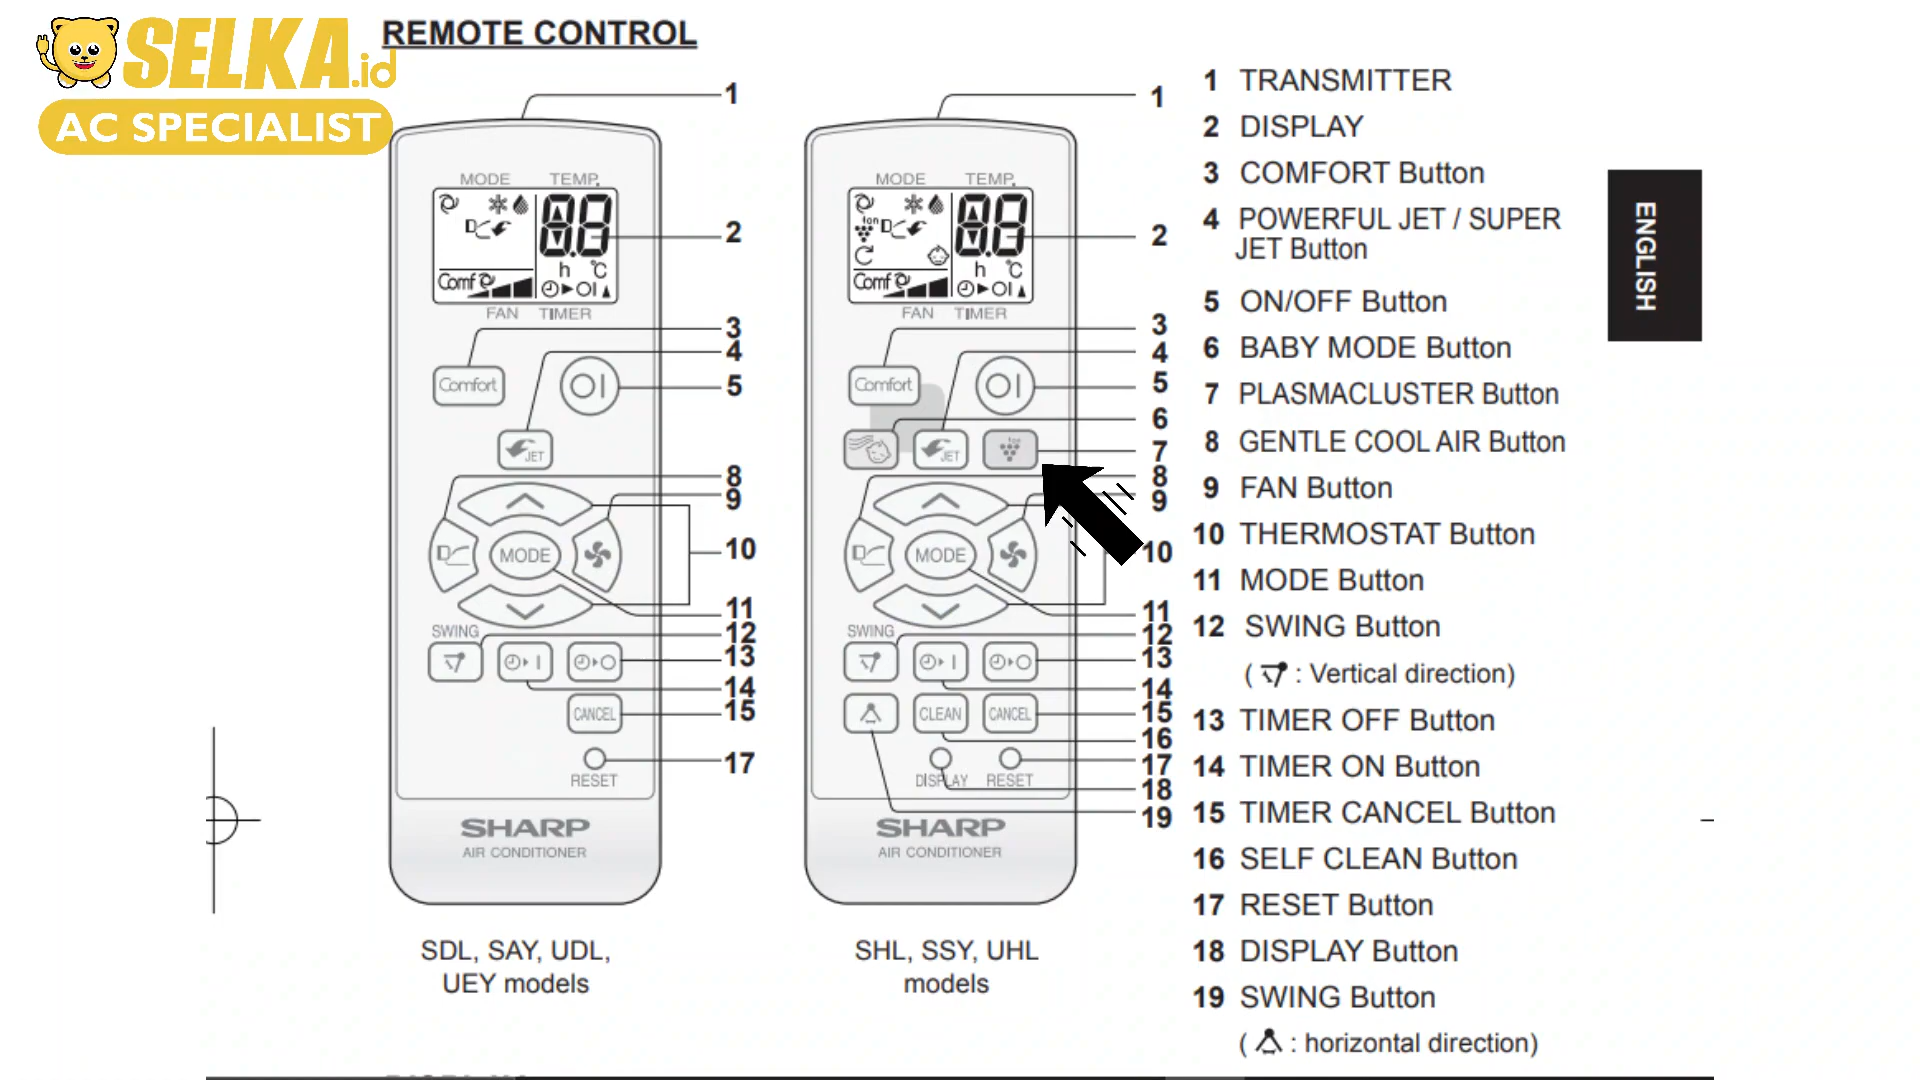 SELKA.id
AC SPECIALIST
REMOTE CONTROL
1
MODE TEMP.
h °C
Comf
FAN TIMER
2
3
4
5
Comfort
JET
8
9
10
MODE
11
SWING
12
13
14
CANCEL
15
RESET
17
SHARP
AIR CONDITIONER
SDL, SAY, UDL,
UEY models
1
MODE TEMP.
ion
h °C
Comf
FAN TIMER
2
3
4
5
Comfort
6
ion
JET
7
8
9
10
MODE
11
SWING
12
13
14
CLEAN CANCEL
15
16
DISPLAY RESET
17
18
19
SHARP
AIR CONDITIONER
SHL, SSY, UHL
models
1 TRANSMITTER
2 DISPLAY
3 COMFORT Button
4 POWERFUL JET / SUPER
JET Button
5 ON/OFF Button
6 BABY MODE Button
7 PLASMACLUSTER Button
8 GENTLE COOL AIR Button
9 FAN Button
10 THERMOSTAT Button
11 MODE Button
12 SWING Button
( : Vertical direction)
13 TIMER OFF Button
14 TIMER ON Button
15 TIMER CANCEL Button
16 SELF CLEAN Button
17 RESET Button
18 DISPLAY Button
19 SWING Button
( : horizontal direction)
ENGLISH